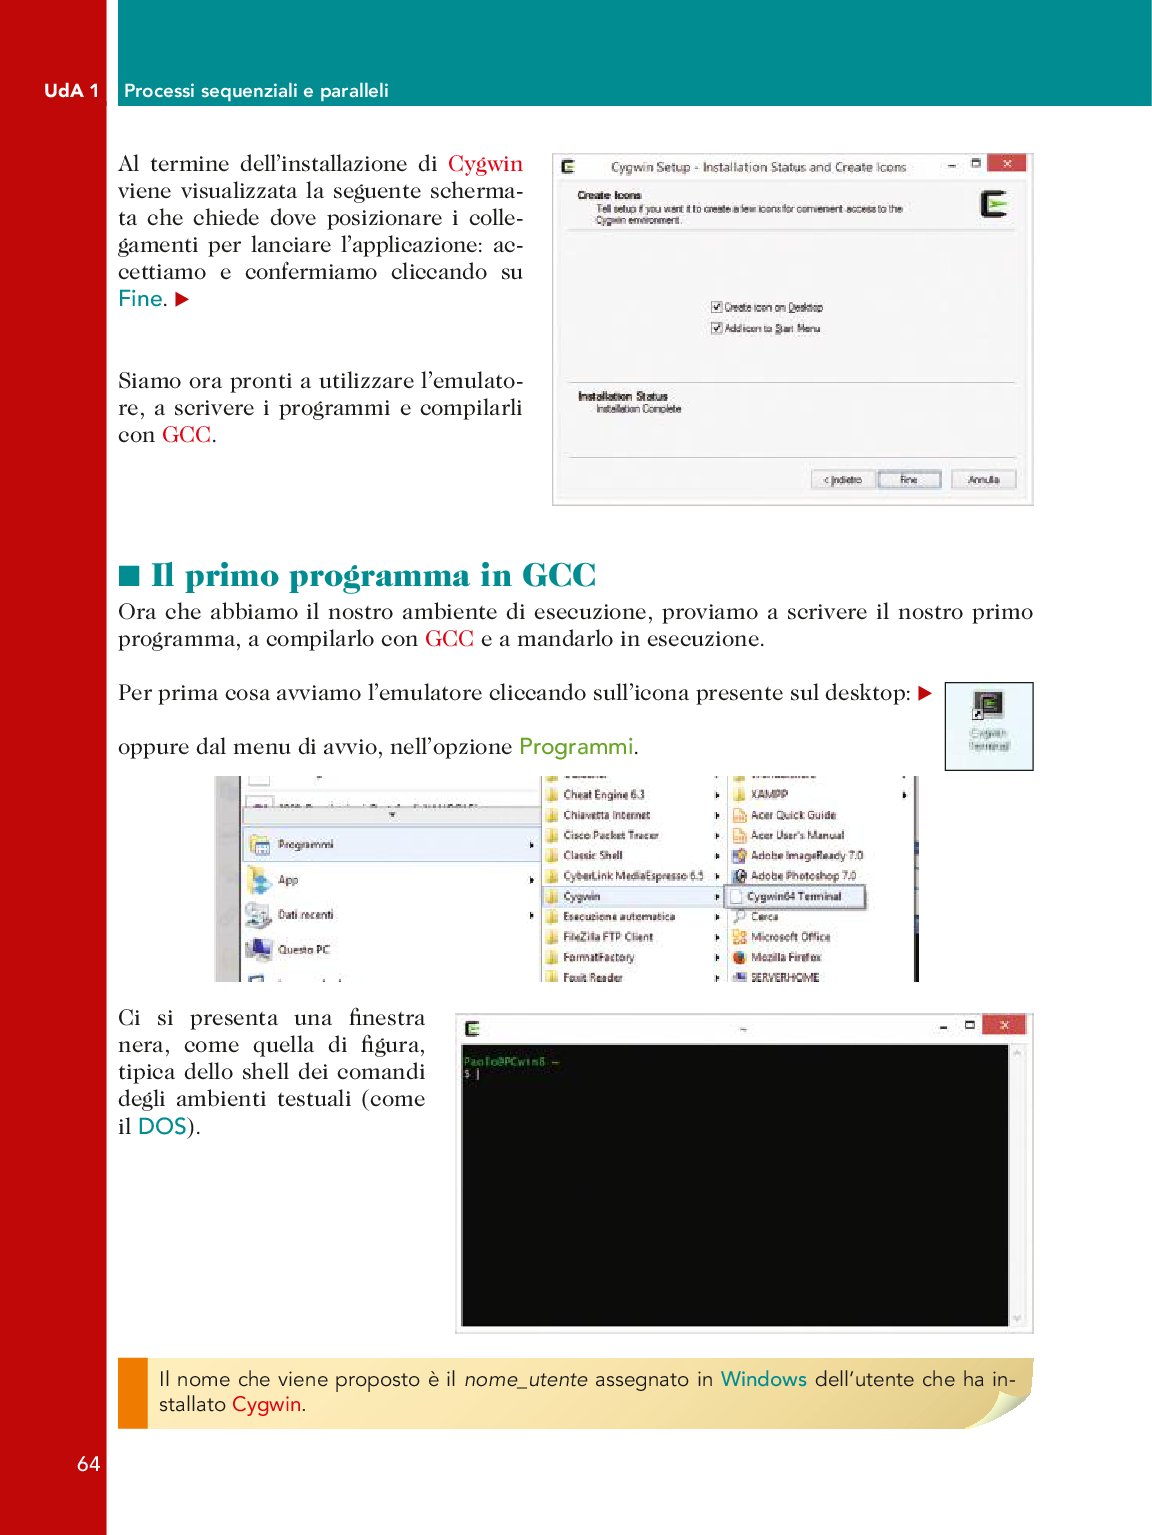 UdA 1 Processi sequenziali e paralleli
Al termine dell'installazione di Cygwin
viene visualizzata la seguente scherma-
ta che chiede dove posizionare i colle-
gamenti per lanciare l'applicazione: ac-
cettiamo e confermiamo cliccando su
Fine.
Cygwin Setup - Installation Status and Create Icons
Create Icons
Tell setup if you want it to create a few icons for convenient access to the
Cygwin environment.
Create icon on Desktop
Add icon to Start Menu
Installation Status
Installation Complete
< Indietro Fine Annulla
Siamo ora pronti a utilizzare l'emulato-
re, a scrivere i programmi e compilarli
con GCC.
Il primo programma in GCC
Ora che abbiamo il nostro ambiente di esecuzione, proviamo a scrivere il nostro primo
programma, a compilarlo con GCC e a mandarlo in esecuzione.
Per prima cosa avviamo l'emulatore cliccando sull'icona presente sul desktop:
Cygwin
Terminal
oppure dal menu di avvio, nell'opzione Programmi.
Programmi
App
Dati recenti
Questo PC
Cheat Engine 6.3
Chiavetta Internet
Cisco Packet Tracer
Classic Shell
CyberLink MediaEspresso 6.5
Cygwin
Esecuzione automatica
FileZilla FTP Client
FormatFactory
Foxit Reader
XAMPP
Acer Quick Guide
Acer User's Manual
Adobe ImageReady 7.0
Adobe Photoshop 7.0
Cygwin64 Terminal
Cerca
Microsoft Office
Mozilla Firefox
SERVERHOME
Ci si presenta una finestra
nera, come quella di figura,
tipica dello shell dei comandi
degli ambienti testuali (come
il DOS).
~
Paolo@PCwin8 ~
$
Il nome che viene proposto è il nome_utente assegnato in Windows dell'utente che ha in-
stallato Cygwin.
64